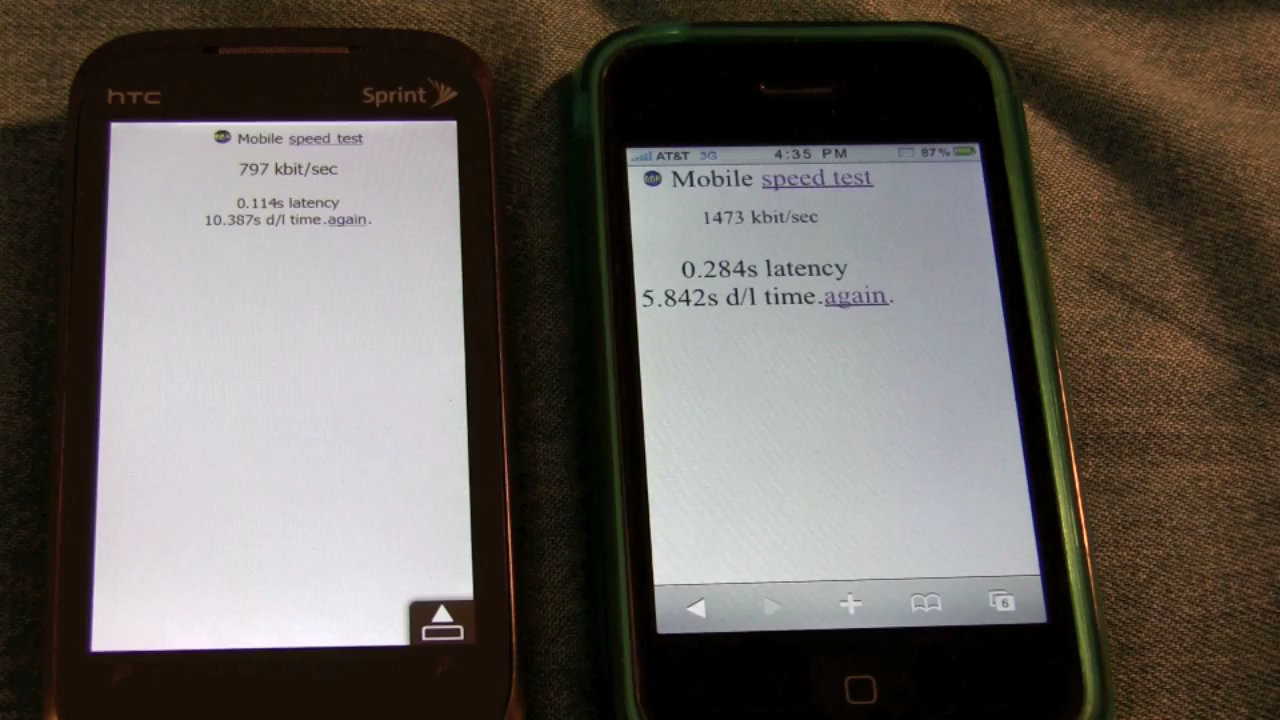 hTC
Sprint
Mobile speed test
797 kbit/sec
0.114s latency
10.387s d/l time.again.
AT&T 3G 4:35 PM 87%
Mobile speed test
1473 kbit/sec
0.284s latency
5.842s d/l time.again.
6